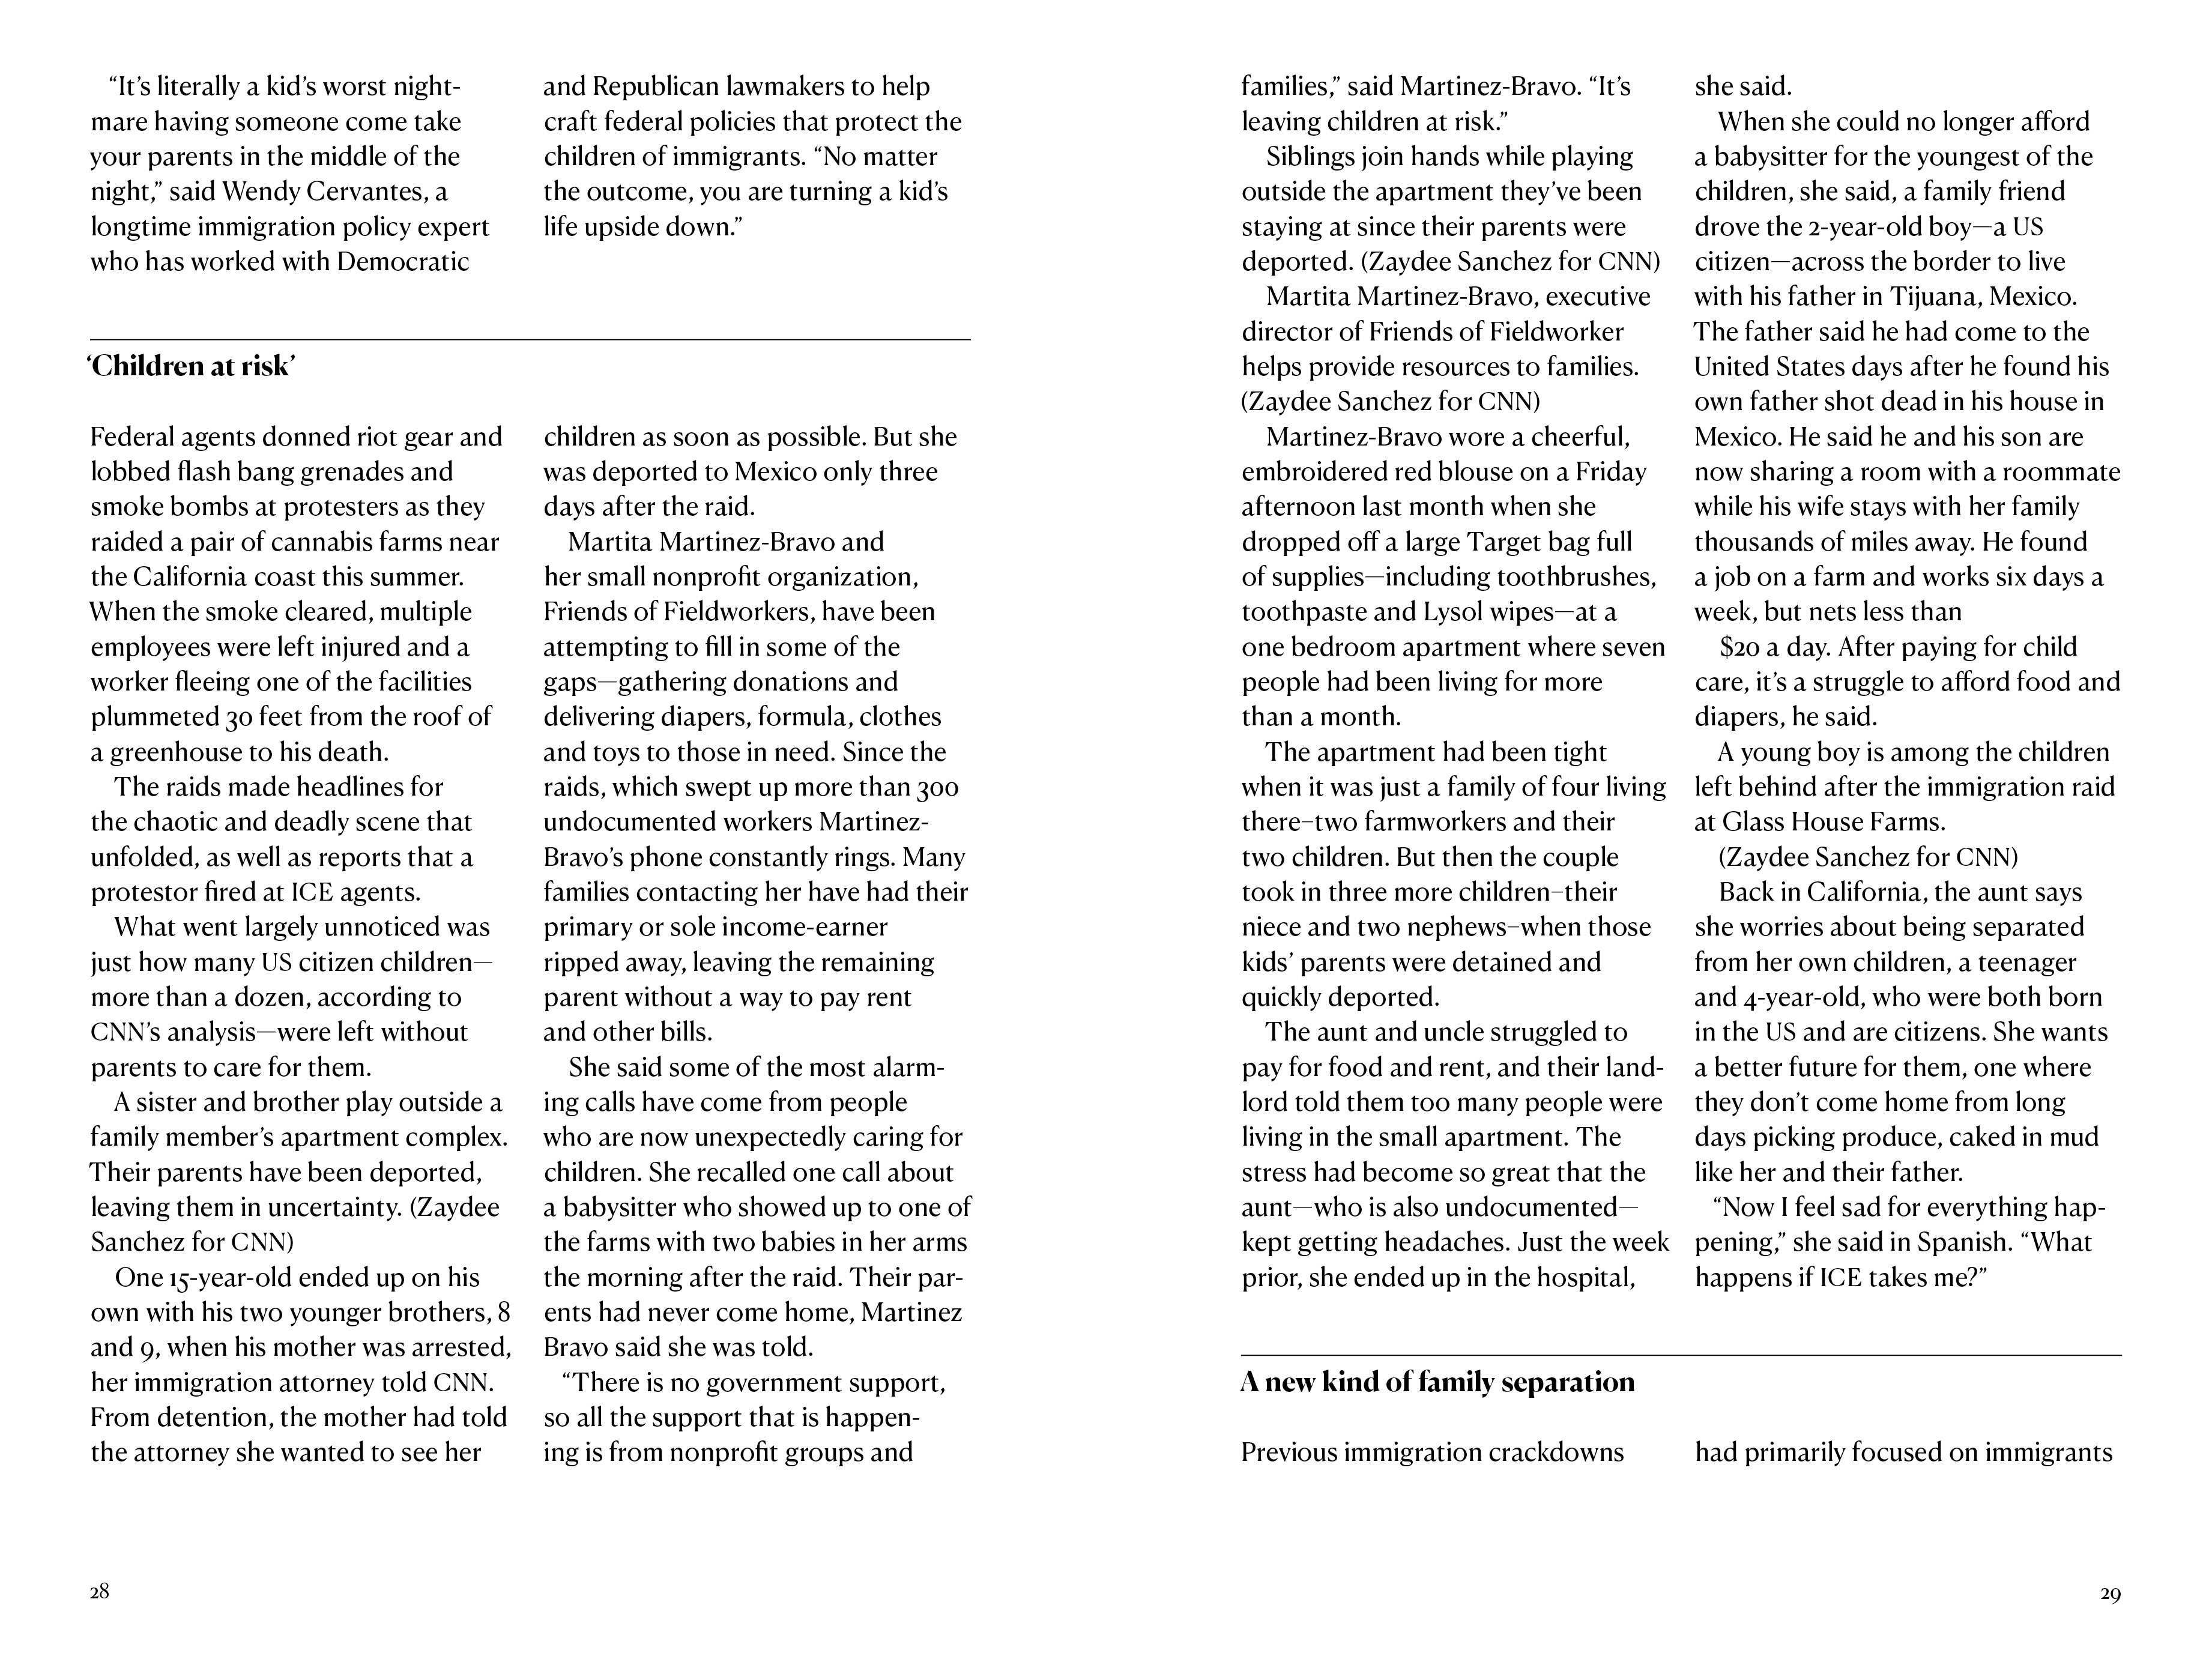 “It’s literally a kid’s worst night-
mare having someone come take
your parents in the middle of the
night,” said Wendy Cervantes, a
longtime immigration policy expert
who has worked with Democratic
and Republican lawmakers to help
craft federal policies that protect the
children of immigrants. “No matter
the outcome, you are turning a kid’s
life upside down.”
‘Children at risk’
Federal agents donned riot gear and
lobbed flash bang grenades and
smoke bombs at protesters as they
raided a pair of cannabis farms near
the California coast this summer.
When the smoke cleared, multiple
employees were left injured and a
worker fleeing one of the facilities
plummeted 30 feet from the roof of
a greenhouse to his death.
The raids made headlines for
the chaotic and deadly scene that
unfolded, as well as reports that a
protestor fired at ICE agents.
What went largely unnoticed was
just how many US citizen children—
more than a dozen, according to
CNN’s analysis—were left without
parents to care for them.
A sister and brother play outside a
family member’s apartment complex.
Their parents have been deported,
leaving them in uncertainty. (Zaydee
Sanchez for CNN)
One 15-year-old ended up on his
own with his two younger brothers, 8
and 9, when his mother was arrested,
her immigration attorney told CNN.
From detention, the mother had told
the attorney she wanted to see her
children as soon as possible. But she
was deported to Mexico only three
days after the raid.
Martita Martinez-Bravo and
her small nonprofit organization,
Friends of Fieldworkers, have been
attempting to fill in some of the
gaps—gathering donations and
delivering diapers, formula, clothes
and toys to those in need. Since the
raids, which swept up more than 300
undocumented workers Martinez-
Bravo’s phone constantly rings. Many
families contacting her have had their
primary or sole income-earner
ripped away, leaving the remaining
parent without a way to pay rent
and other bills.
She said some of the most alarm-
ing calls have come from people
who are now unexpectedly caring for
children. She recalled one call about
a babysitter who showed up to one of
the farms with two babies in her arms
the morning after the raid. Their par-
ents had never come home, Martinez
Bravo said she was told.
“There is no government support,
so all the support that is happen-
ing is from nonprofit groups and
28
families,” said Martinez-Bravo. “It’s
leaving children at risk.”
Siblings join hands while playing
outside the apartment they’ve been
staying at since their parents were
deported. (Zaydee Sanchez for CNN)
Martita Martinez-Bravo, executive
director of Friends of Fieldworker
helps provide resources to families.
(Zaydee Sanchez for CNN)
Martinez-Bravo wore a cheerful,
embroidered red blouse on a Friday
afternoon last month when she
dropped off a large Target bag full
of supplies—including toothbrushes,
toothpaste and Lysol wipes—at a
one bedroom apartment where seven
people had been living for more
than a month.
The apartment had been tight
when it was just a family of four living
there–two farmworkers and their
two children. But then the couple
took in three more children–their
niece and two nephews–when those
kids’ parents were detained and
quickly deported.
The aunt and uncle struggled to
pay for food and rent, and their land-
lord told them too many people were
living in the small apartment. The
stress had become so great that the
aunt—who is also undocumented—
kept getting headaches. Just the week
prior, she ended up in the hospital,
she said.
When she could no longer afford
a babysitter for the youngest of the
children, she said, a family friend
drove the 2-year-old boy—a US
citizen—across the border to live
with his father in Tijuana, Mexico.
The father said he had come to the
United States days after he found his
own father shot dead in his house in
Mexico. He said he and his son are
now sharing a room with a roommate
while his wife stays with her family
thousands of miles away. He found
a job on a farm and works six days a
week, but nets less than
$20 a day. After paying for child
care, it’s a struggle to afford food and
diapers, he said.
A young boy is among the children
left behind after the immigration raid
at Glass House Farms.
(Zaydee Sanchez for CNN)
Back in California, the aunt says
she worries about being separated
from her own children, a teenager
and 4-year-old, who were both born
in the US and are citizens. She wants
a better future for them, one where
they don’t come home from long
days picking produce, caked in mud
like her and their father.
“Now I feel sad for everything hap-
pening,” she said in Spanish. “What
happens if ICE takes me?”
A new kind of family separation
Previous immigration crackdowns
had primarily focused on immigrants
29